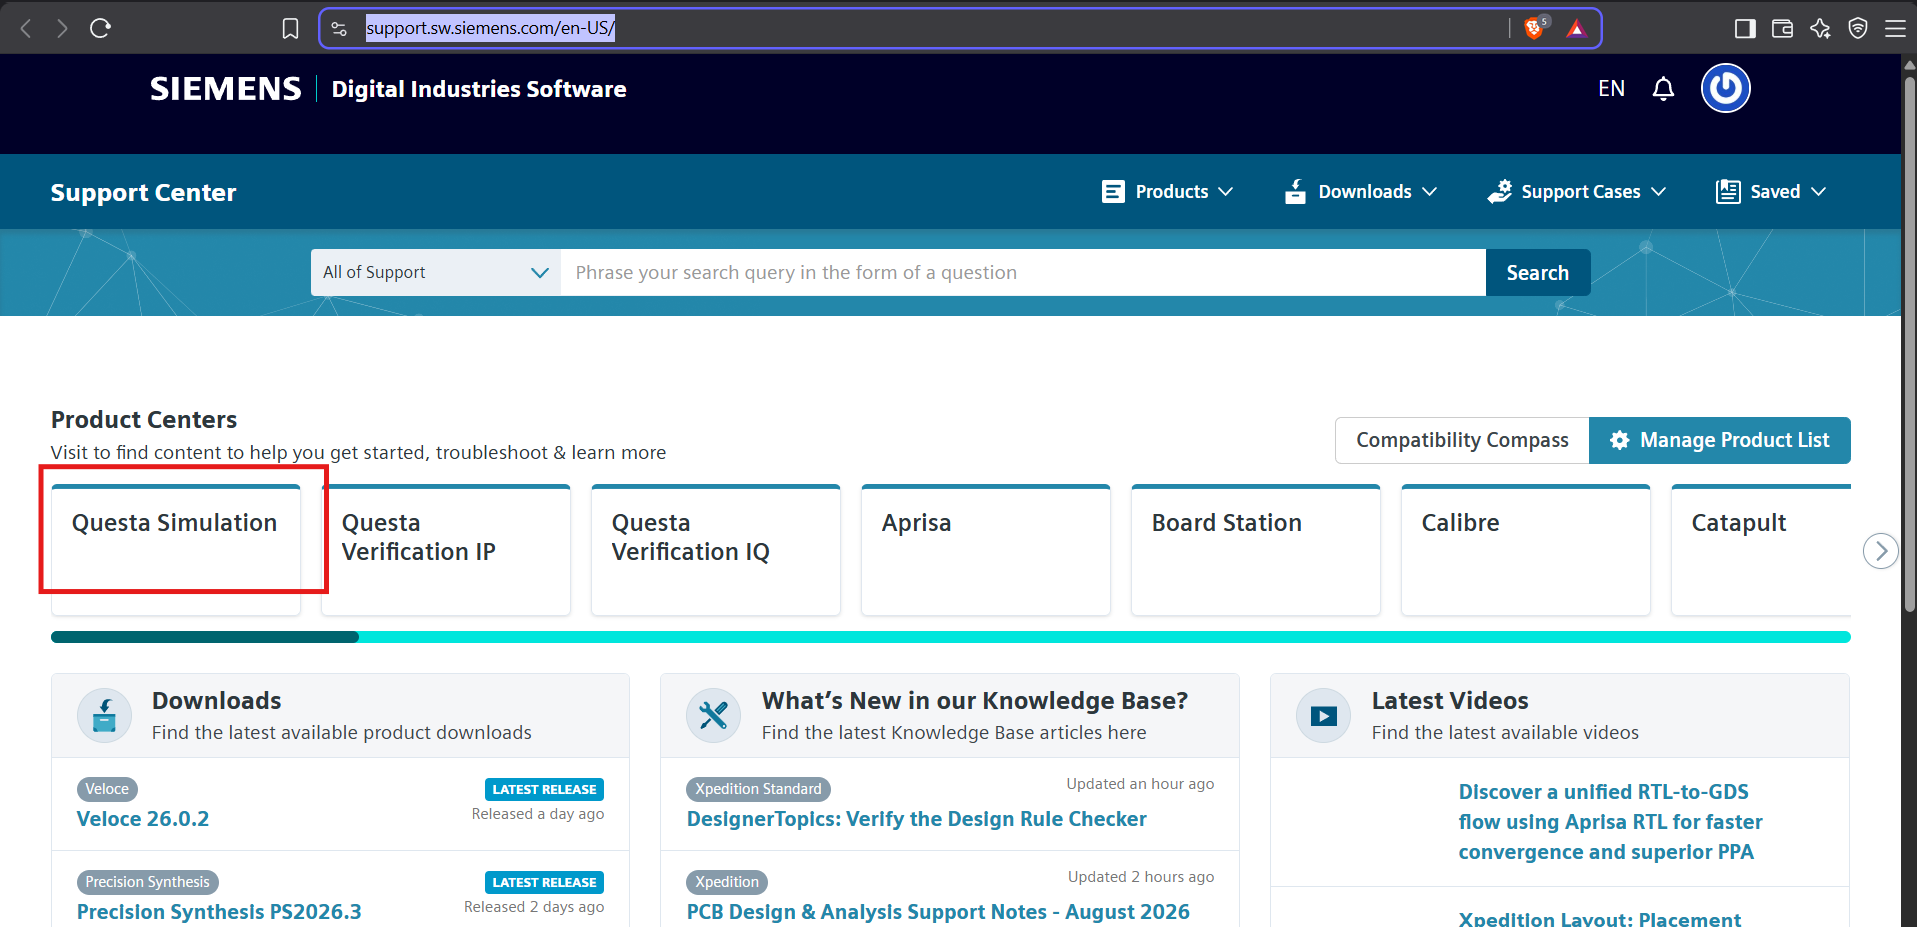 support.sw.siemens.com/en-US/
5
SIEMENS
Digital Industries Software
EN
Support Center
Products
Downloads
Support Cases
Saved
All of Support
Phrase your search query in the form of a question
Search
Product Centers
Visit to find content to help you get started, troubleshoot & learn more
Compatibility Compass
Manage Product List
Questa Simulation
Questa
Verification IP
Questa
Verification IQ
Aprisa
Board Station
Calibre
Catapult
Downloads
Find the latest available product downloads
Veloce
LATEST RELEASE
Veloce 26.0.2
Released a day ago
Precision Synthesis
LATEST RELEASE
Precision Synthesis PS2026.3
Released 2 days ago
What's New in our Knowledge Base?
Find the latest Knowledge Base articles here
Xpedition Standard
Updated an hour ago
DesignerTopics: Verify the Design Rule Checker
Xpedition
Updated 2 hours ago
PCB Design & Analysis Support Notes - August 2026
Latest Videos
Find the latest available videos
Discover a unified RTL-to-GDS
flow using Aprisa RTL for faster
convergence and superior PPA
Xpedition Layout: Placement